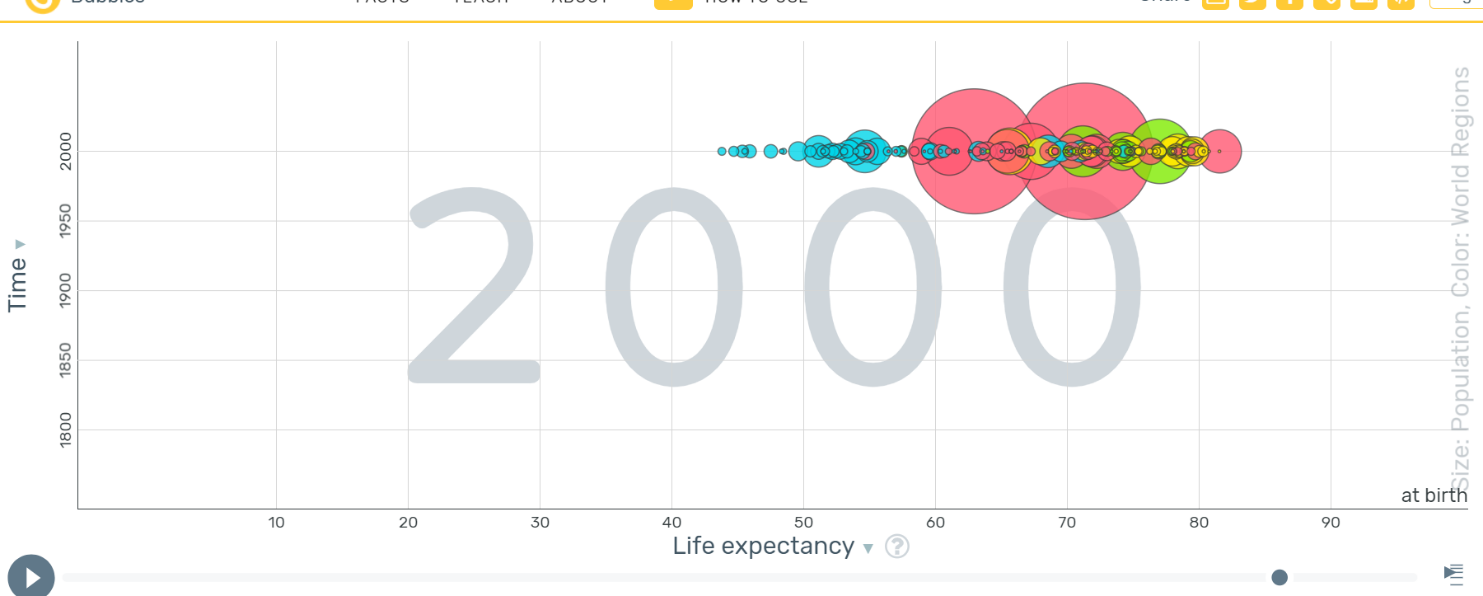 Bubbles
FACTS TEACH ABOUT HOW TO USE
Share
2000
1950
1900
1850
1800
Time
2000
Size: Population, Color: World Regions
at birth
10 20 30 40 50 60 70 80 90
Life expectancy ?